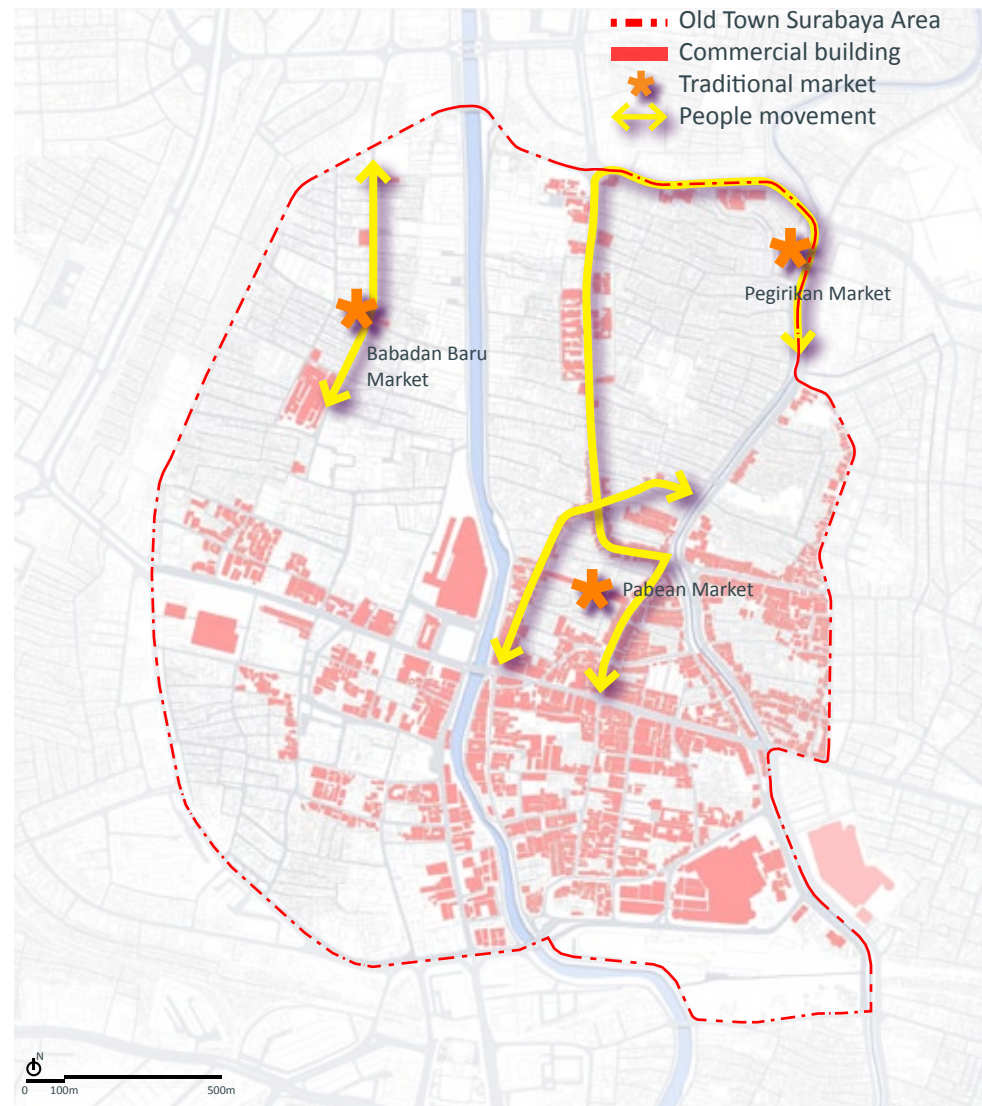 Old Town Surabaya Area
Commercial building
Traditional market
People movement
Pegirikan Market
Babadan Baru
Market
Pabean Market
N
0 100m 500m